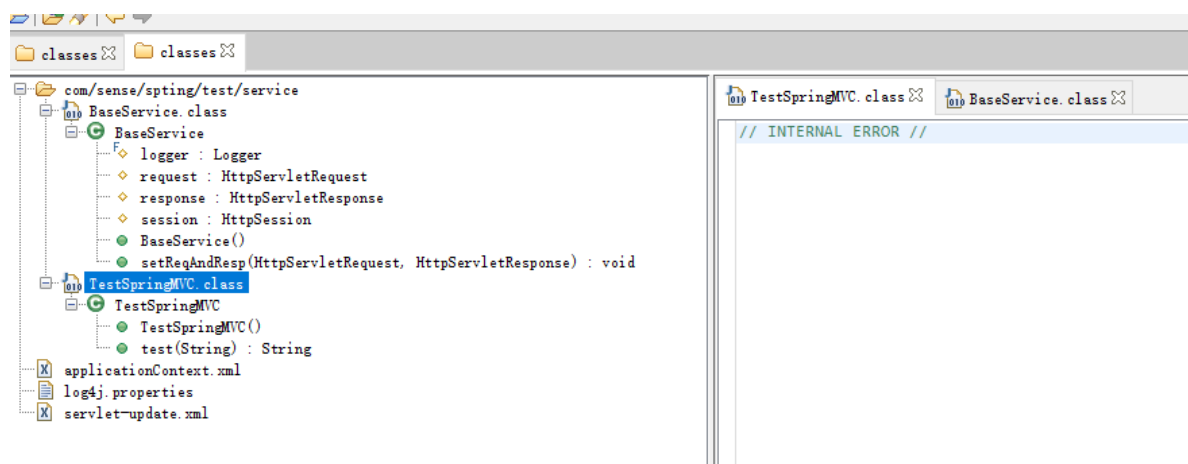 classes
classes
com/sense/spting/test/service
BaseService.class
BaseService
logger : Logger
request : HttpServletRequest
response : HttpServletResponse
session : HttpSession
BaseService()
setReqAndResp(HttpServletRequest, HttpServletResponse) : void
TestSpringMVC.class
TestSpringMVC
TestSpringMVC()
test(String) : String
applicationContext.xml
log4j.properties
servlet-update.xml
TestSpringMVC.class
BaseService.class
// INTERNAL ERROR //